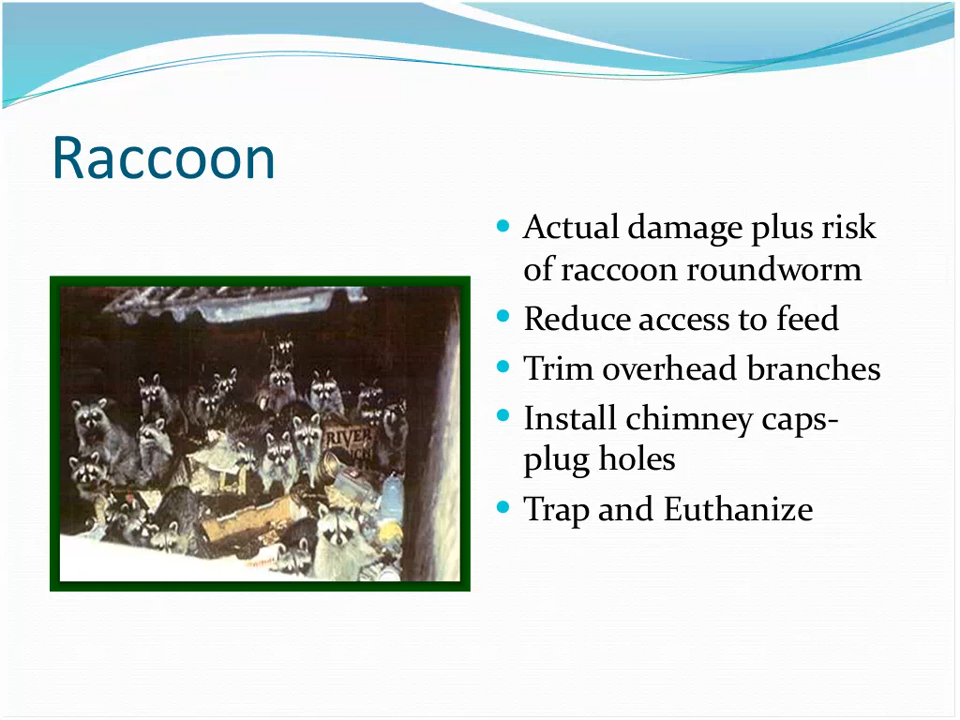 Raccoon
Actual damage plus risk
of raccoon roundworm
Reduce access to feed
Trim overhead branches
Install chimney caps-
plug holes
Trap and Euthanize
RIVER